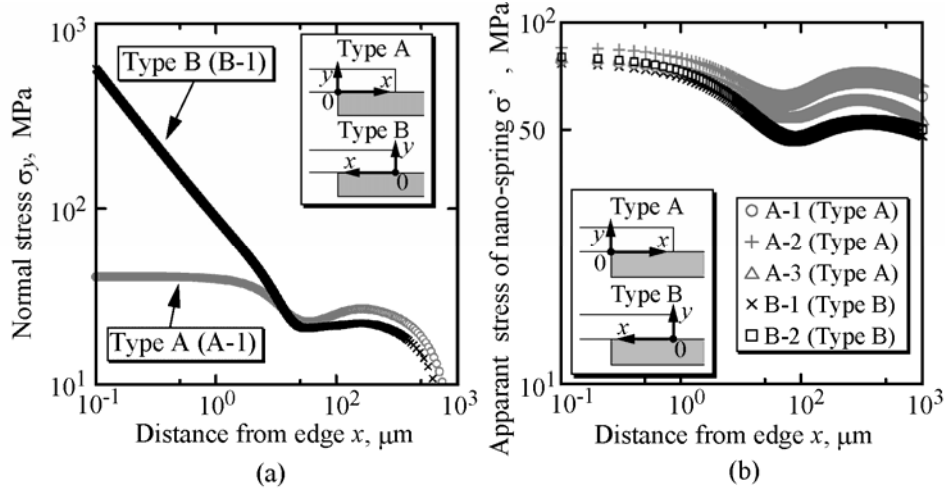 10³
10²
10¹
Normal stress σy, MPa
Type B (B-1)
Type A (A-1)
Type A
y
x
0
Type B
y
x
0
10⁻¹
10⁰
10²
10³
Distance from edge x, μm
(a)
10²
50
10¹
Apparant stress of nano-spring σ', MPa
Type A
y
x
0
Type B
y
x
0
A-1 (Type A)
A-2 (Type A)
A-3 (Type A)
B-1 (Type B)
B-2 (Type B)
10⁻¹
10⁰
10²
10³
Distance from edge x, μm
(b)